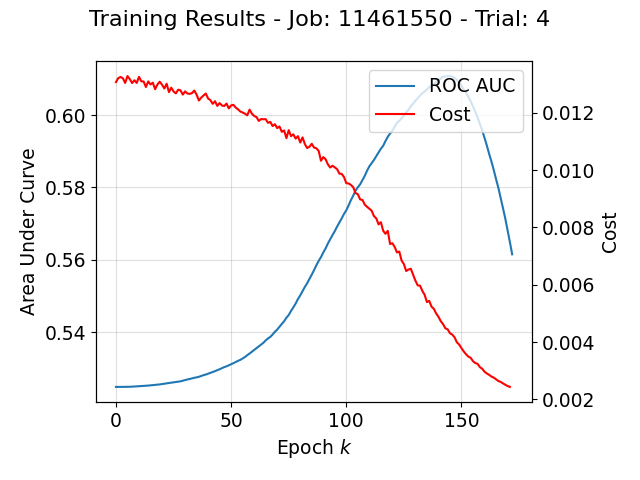 Training Results - Job: 11461550 - Trial: 4
ROC AUC
Cost
0.60
0.58
0.56
0.54
Area Under Curve
0.012
0.010
0.008
0.006
0.004
0.002
Cost
0
50
100
150
Epoch k